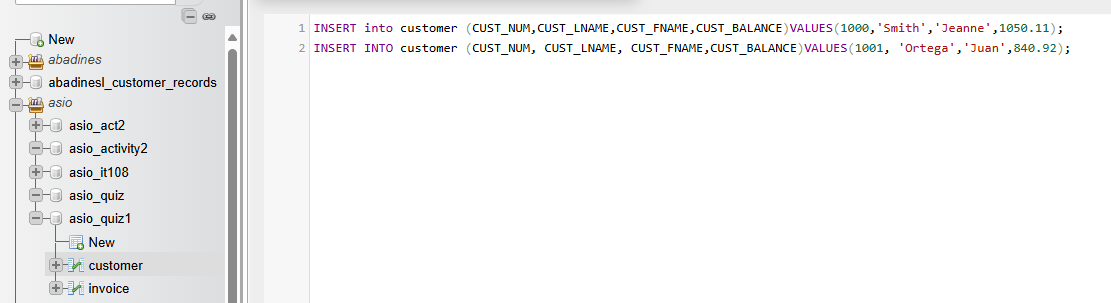 New
abadines
abadinesl_customer_records
asio
asio_act2
asio_activity2
asio_it108
asio_quiz
asio_quiz1
New
customer
invoice
1 INSERT into customer (CUST_NUM,CUST_LNAME,CUST_FNAME,CUST_BALANCE)VALUES(1000,'Smith','Jeanne',1050.11);
2 INSERT INTO customer (CUST_NUM, CUST_LNAME, CUST_FNAME,CUST_BALANCE)VALUES(1001, 'Ortega','Juan',840.92);